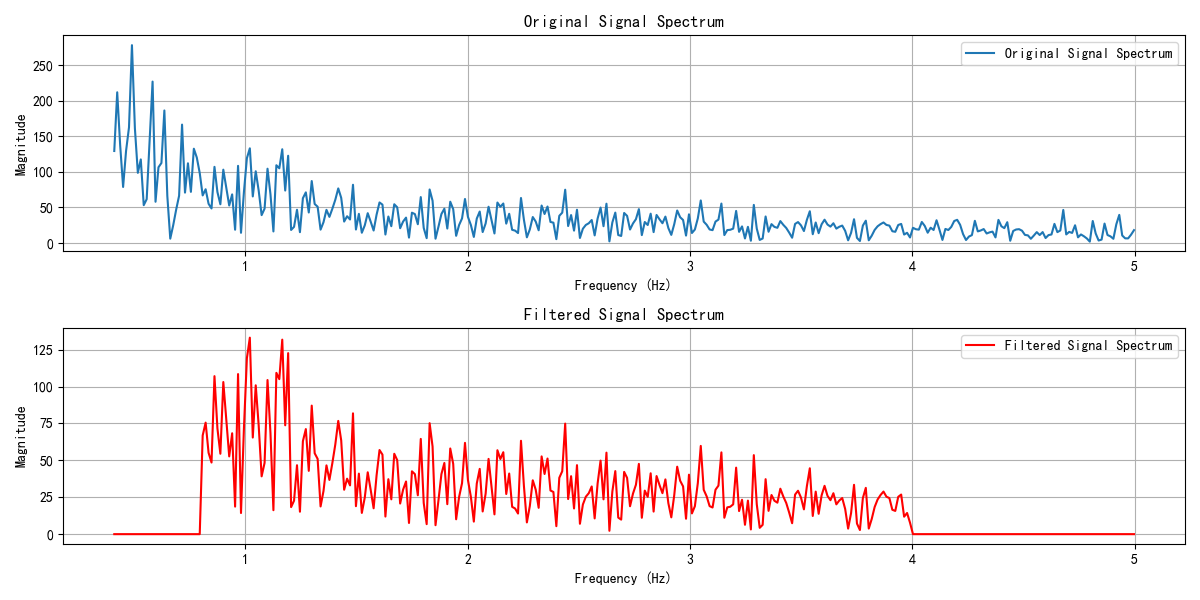 Original Signal Spectrum
Original Signal Spectrum
Magnitude
250
200
150
100
50
0
1 2 3 4 5
Frequency (Hz)
Filtered Signal Spectrum
Filtered Signal Spectrum
Magnitude
125
100
75
50
25
0
1 2 3 4 5
Frequency (Hz)